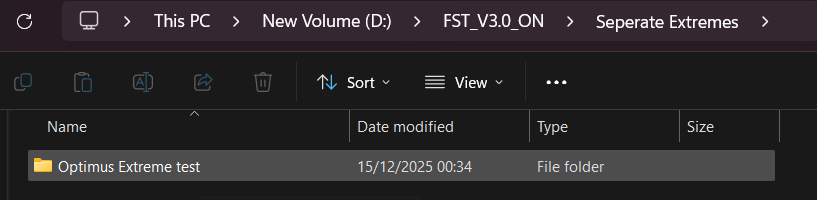 This PC > New Volume (D:) > FST_V3.0_ON > Seperate Extremes >
Sort View ...
Name Date modified Type Size
Optimus Extreme test 15/12/2025 00:34 File folder